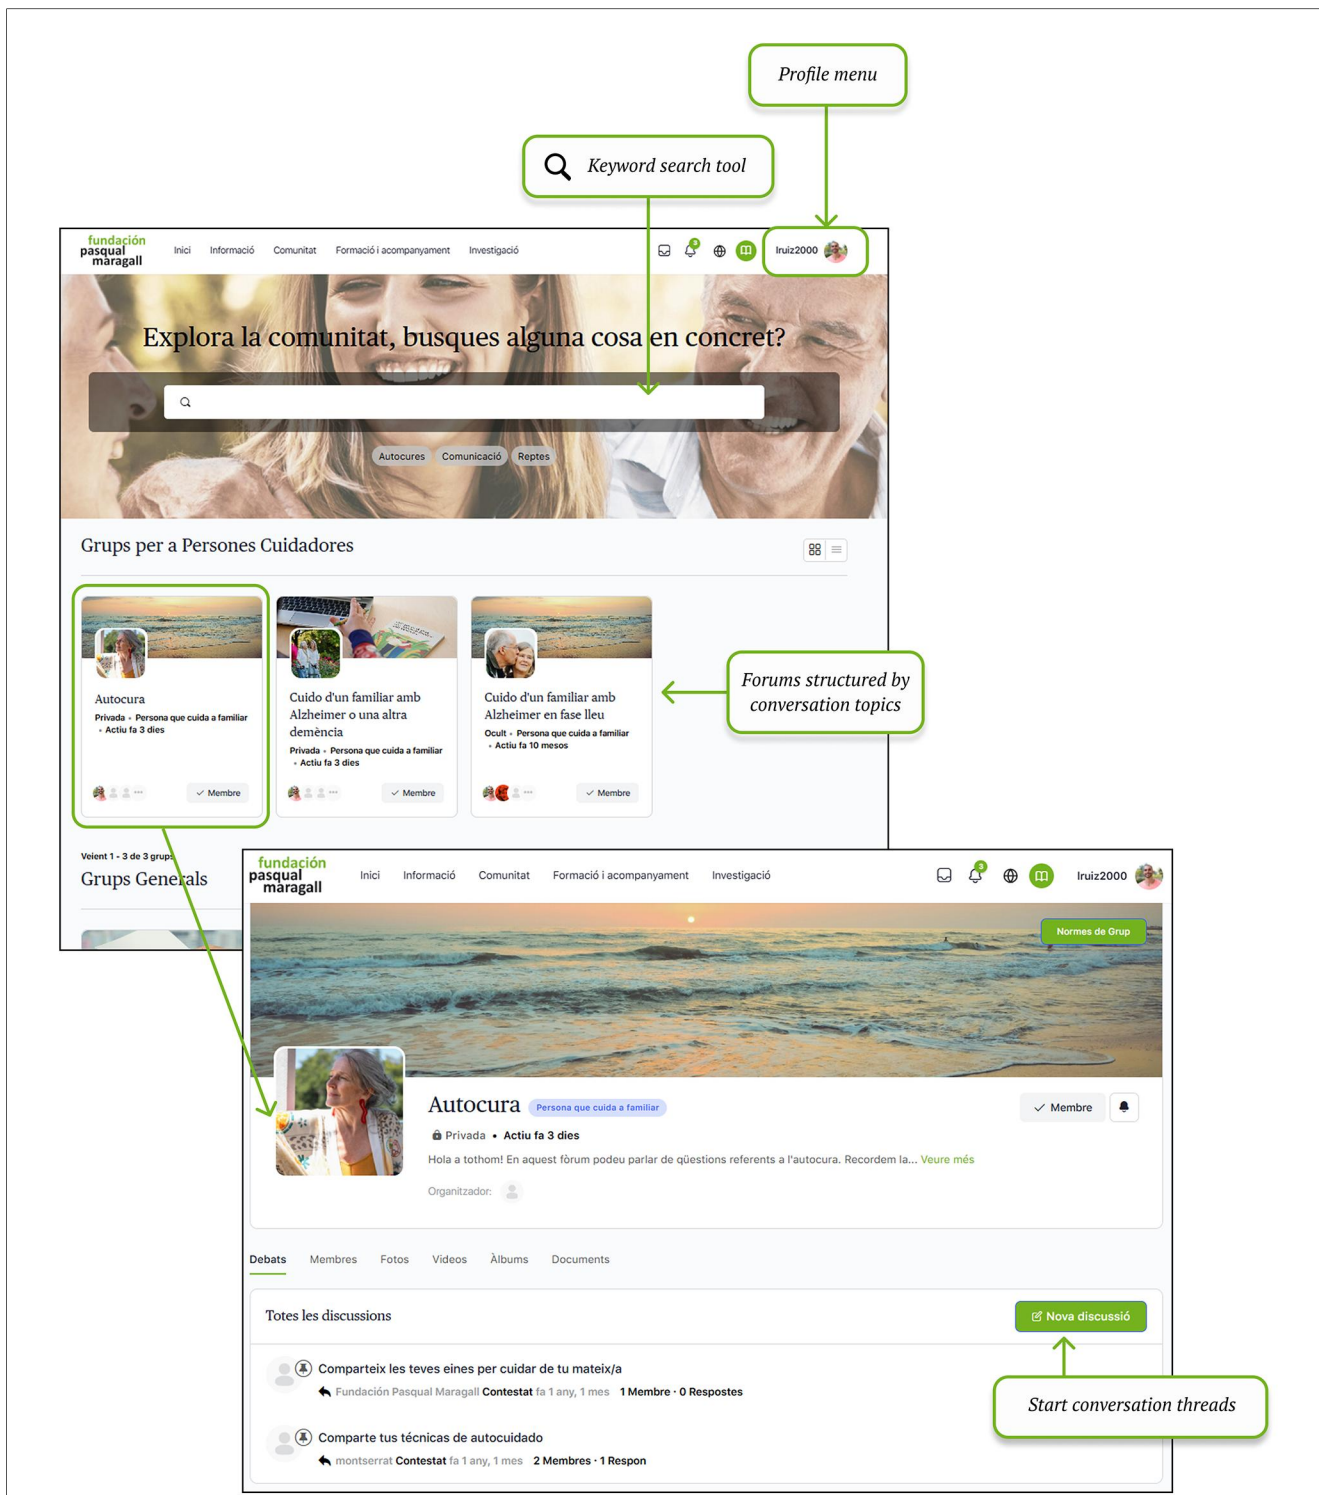 Profile menu
Keyword search tool
fundación
pasqual
maragall
Inici Informació Comunitat Formació i acompanyament Investigació
3
lruiz2000
Explora la comunitat, busques alguna cosa en concret?
Autocures Comunicació Reptes
Grups per a Persones Cuidadores
Autocura
Privada • Persona que cuida a familiar
• Actiu fa 3 dies
Membre
Cuido d'un familiar amb
Alzheimer o una altra
demència
Privada • Persona que cuida a familiar
• Actiu fa 3 dies
Membre
Cuido d'un familiar amb
Alzheimer en fase lleu
Ocult • Persona que cuida a familiar
• Actiu fa 10 mesos
Membre
Forums structured by
conversation topics
Veient 1 - 3 de 3 grups
Grups Generals
fundación
pasqual
maragall
Inici Informació Comunitat Formació i acompanyament Investigació
3
lruiz2000
Normes de Grup
Autocura Persona que cuida a familiar
Membre
Privada • Actiu fa 3 dies
Hola a tothom! En aquest fòrum podeu parlar de qüestions referents a l'autocura. Recordem la... Veure més
Organitzador:
Debats Membres Fotos Videos Àlbums Documents
Totes les discussions
Nova discussió
Comparteix les teves eines per cuidar de tu mateix/a
Fundación Pasqual Maragall Contestat fa 1 any, 1 mes 1 Membre · 0 Respostes
Start conversation threads
Comparte tus técnicas de autocuidado
montserrat Contestat fa 1 any, 1 mes 2 Membres · 1 Respon